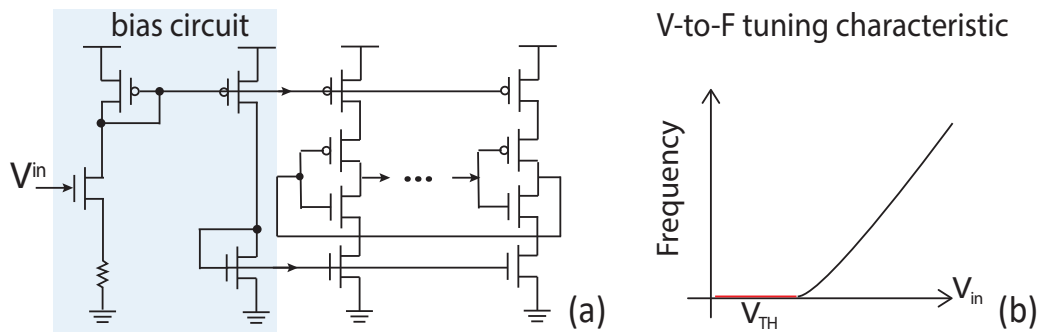 bias circuit
V-to-F tuning characteristic
Vin
Frequency
(a)
VTH
Vin
(b)